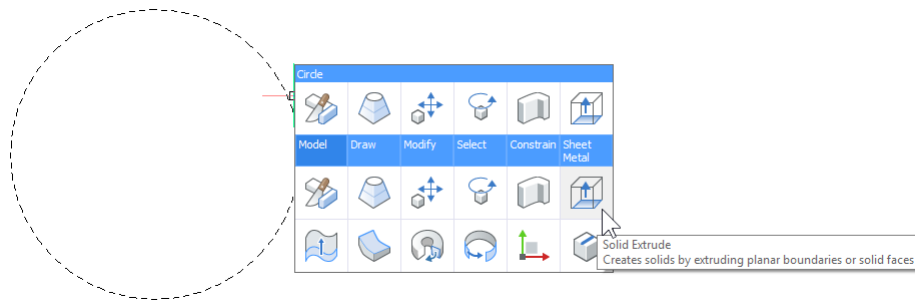 Circle
Model Draw Modify Select Constrain Sheet
Metal
Solid Extrude
Creates solids by extruding planar boundaries or solid faces